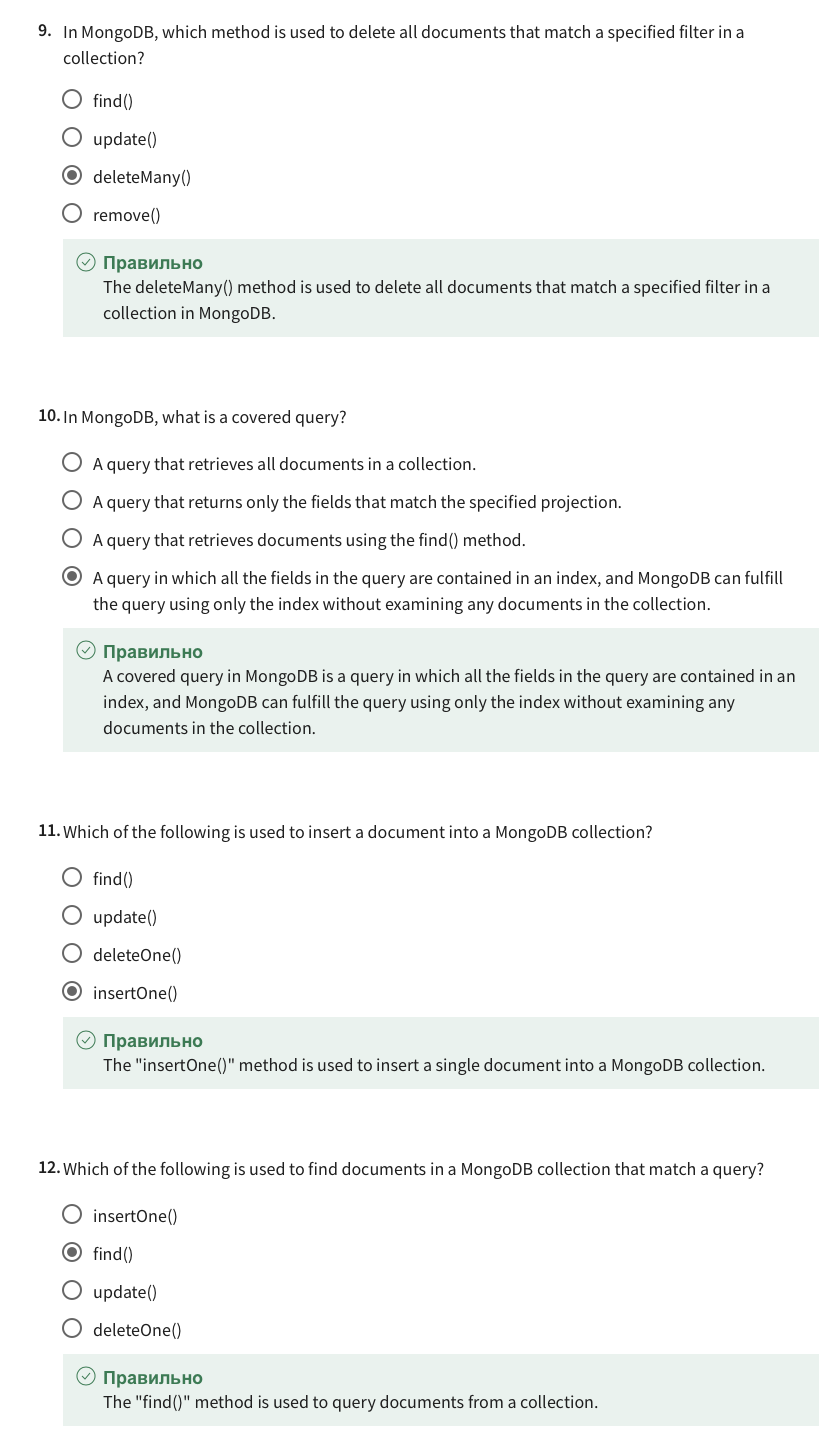 9. In MongoDB, which method is used to delete all documents that match a specified filter in a
collection?
find()
update()
deleteMany()
remove()
Правильно
The deleteMany() method is used to delete all documents that match a specified filter in a
collection in MongoDB.
10. In MongoDB, what is a covered query?
A query that retrieves all documents in a collection.
A query that returns only the fields that match the specified projection.
A query that retrieves documents using the find() method.
A query in which all the fields in the query are contained in an index, and MongoDB can fulfill
the query using only the index without examining any documents in the collection.
Правильно
A covered query in MongoDB is a query in which all the fields in the query are contained in an
index, and MongoDB can fulfill the query using only the index without examining any
documents in the collection.
11. Which of the following is used to insert a document into a MongoDB collection?
find()
update()
deleteOne()
insertOne()
Правильно
The "insertOne()" method is used to insert a single document into a MongoDB collection.
12. Which of the following is used to find documents in a MongoDB collection that match a query?
insertOne()
find()
update()
deleteOne()
Правильно
The "find()" method is used to query documents from a collection.